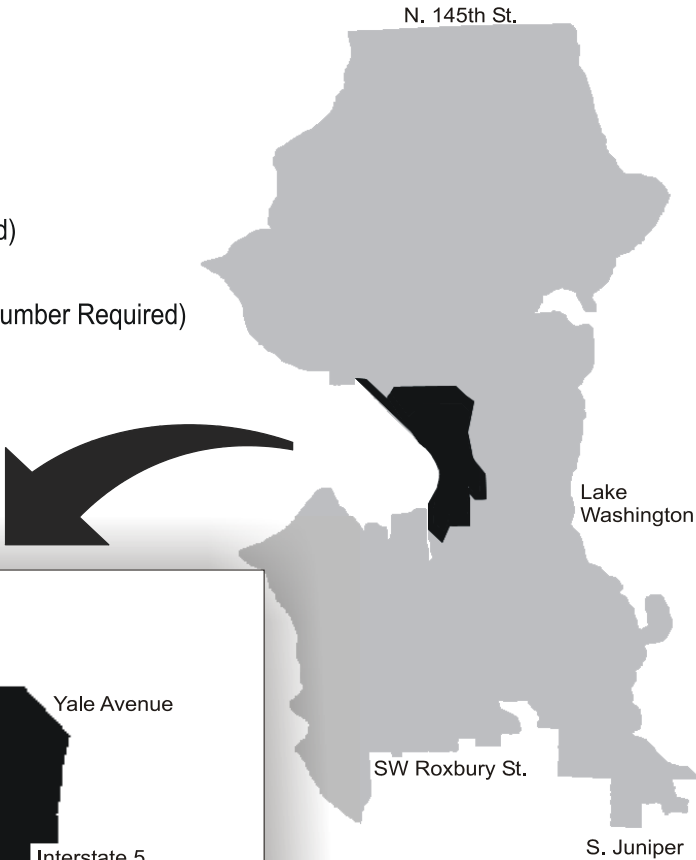 N. 145th St.
d)
umber Required)
Lake
Washington
Yale Avenue
SW Roxbury St.
S. Juniper
Interstate 5